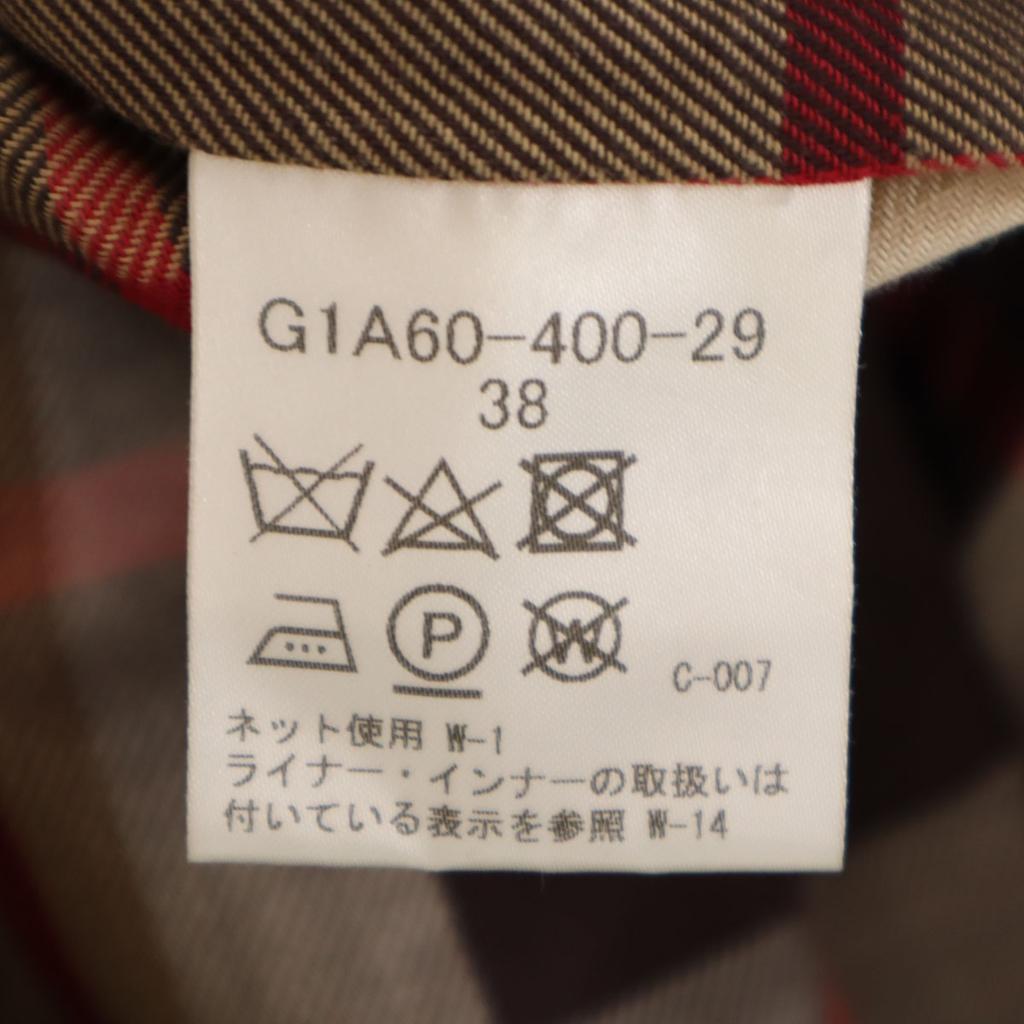 G1A60-400-29
38
P W C-007
ネット使用 W-1
ライナー・インナーの取扱いは
付いている表示を参照 W-14